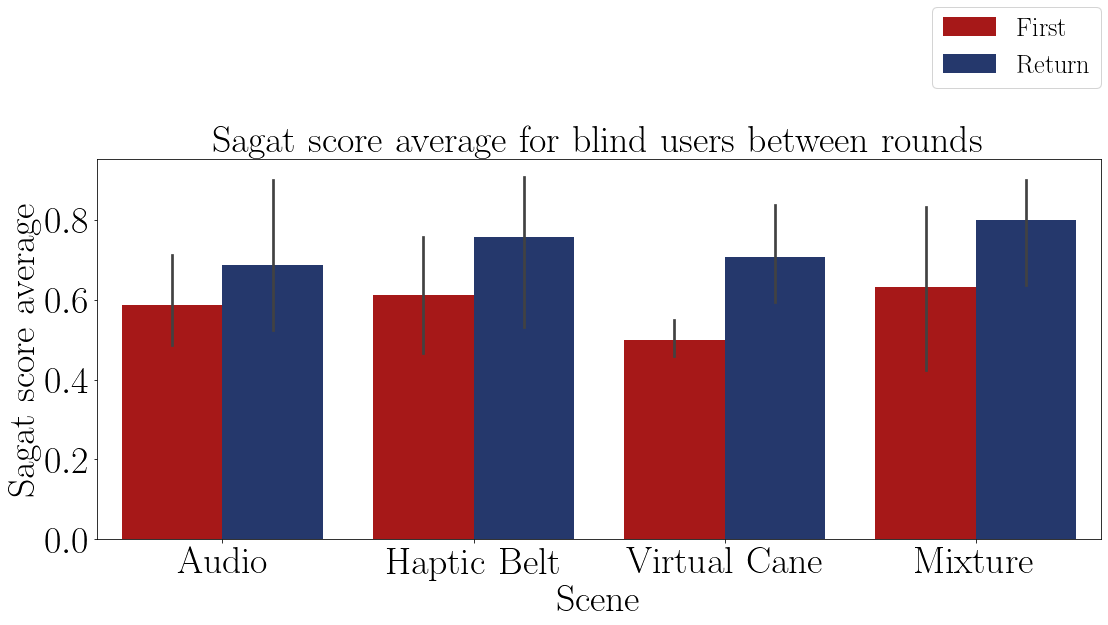 First
Return
Sagat score average for blind users between rounds
Sagat score average
0.8
0.6
0.4
0.2
0.0
Audio Haptic Belt Virtual Cane Mixture
Scene